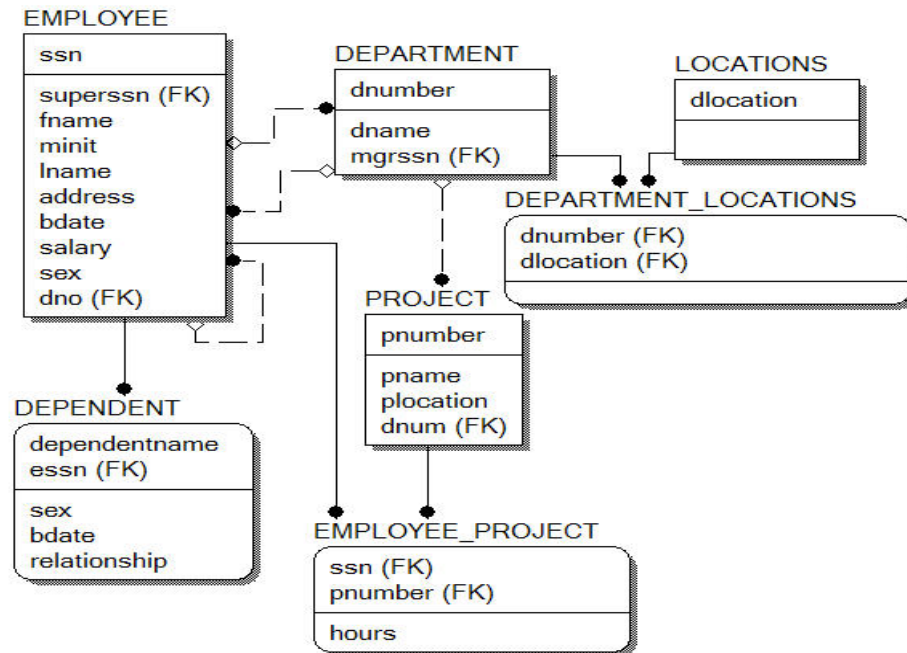 EMPLOYEE
ssn
superssn (FK)
fname
minit
lname
address
bdate
salary
sex
dno (FK)
DEPARTMENT
dnumber
dname
mgrssn (FK)
LOCATIONS
dlocation
DEPARTMENT_LOCATIONS
dnumber (FK)
dlocation (FK)
PROJECT
pnumber
pname
plocation
dnum (FK)
DEPENDENT
dependentname
essn (FK)
sex
bdate
relationship
EMPLOYEE_PROJECT
ssn (FK)
pnumber (FK)
hours